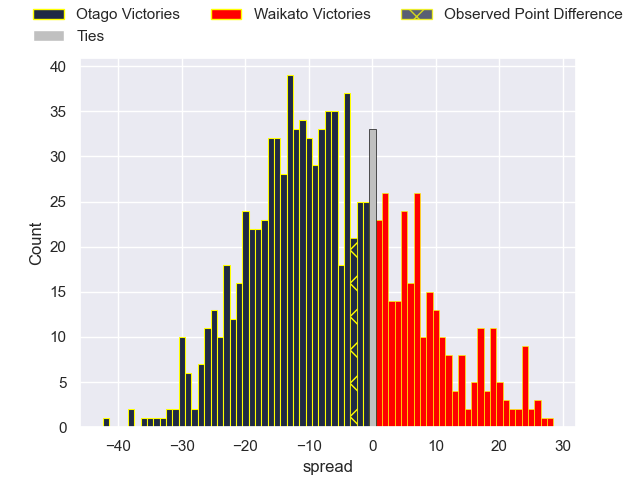 Otago Victories
Waikato Victories
Observed Point Difference
Ties
40
35
30
25
20
15
10
5
0
Count
−40
−30
−20
−10
0
10
20
30
spread